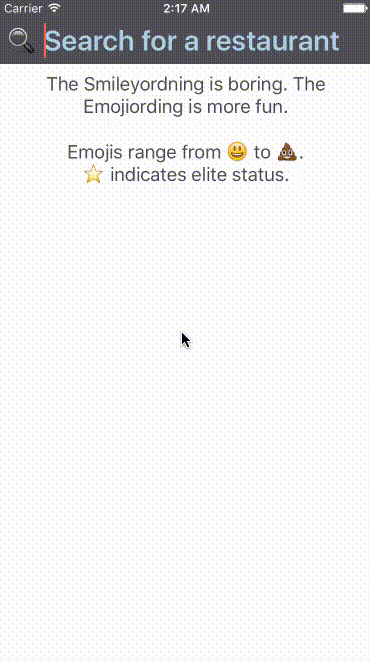 Carrier 2:17 AM
Search for a restaurant
The Smileyordning is boring. The
Emojiording is more fun.
Emojis range from 😃 to 💩.
⭐ indicates elite status.